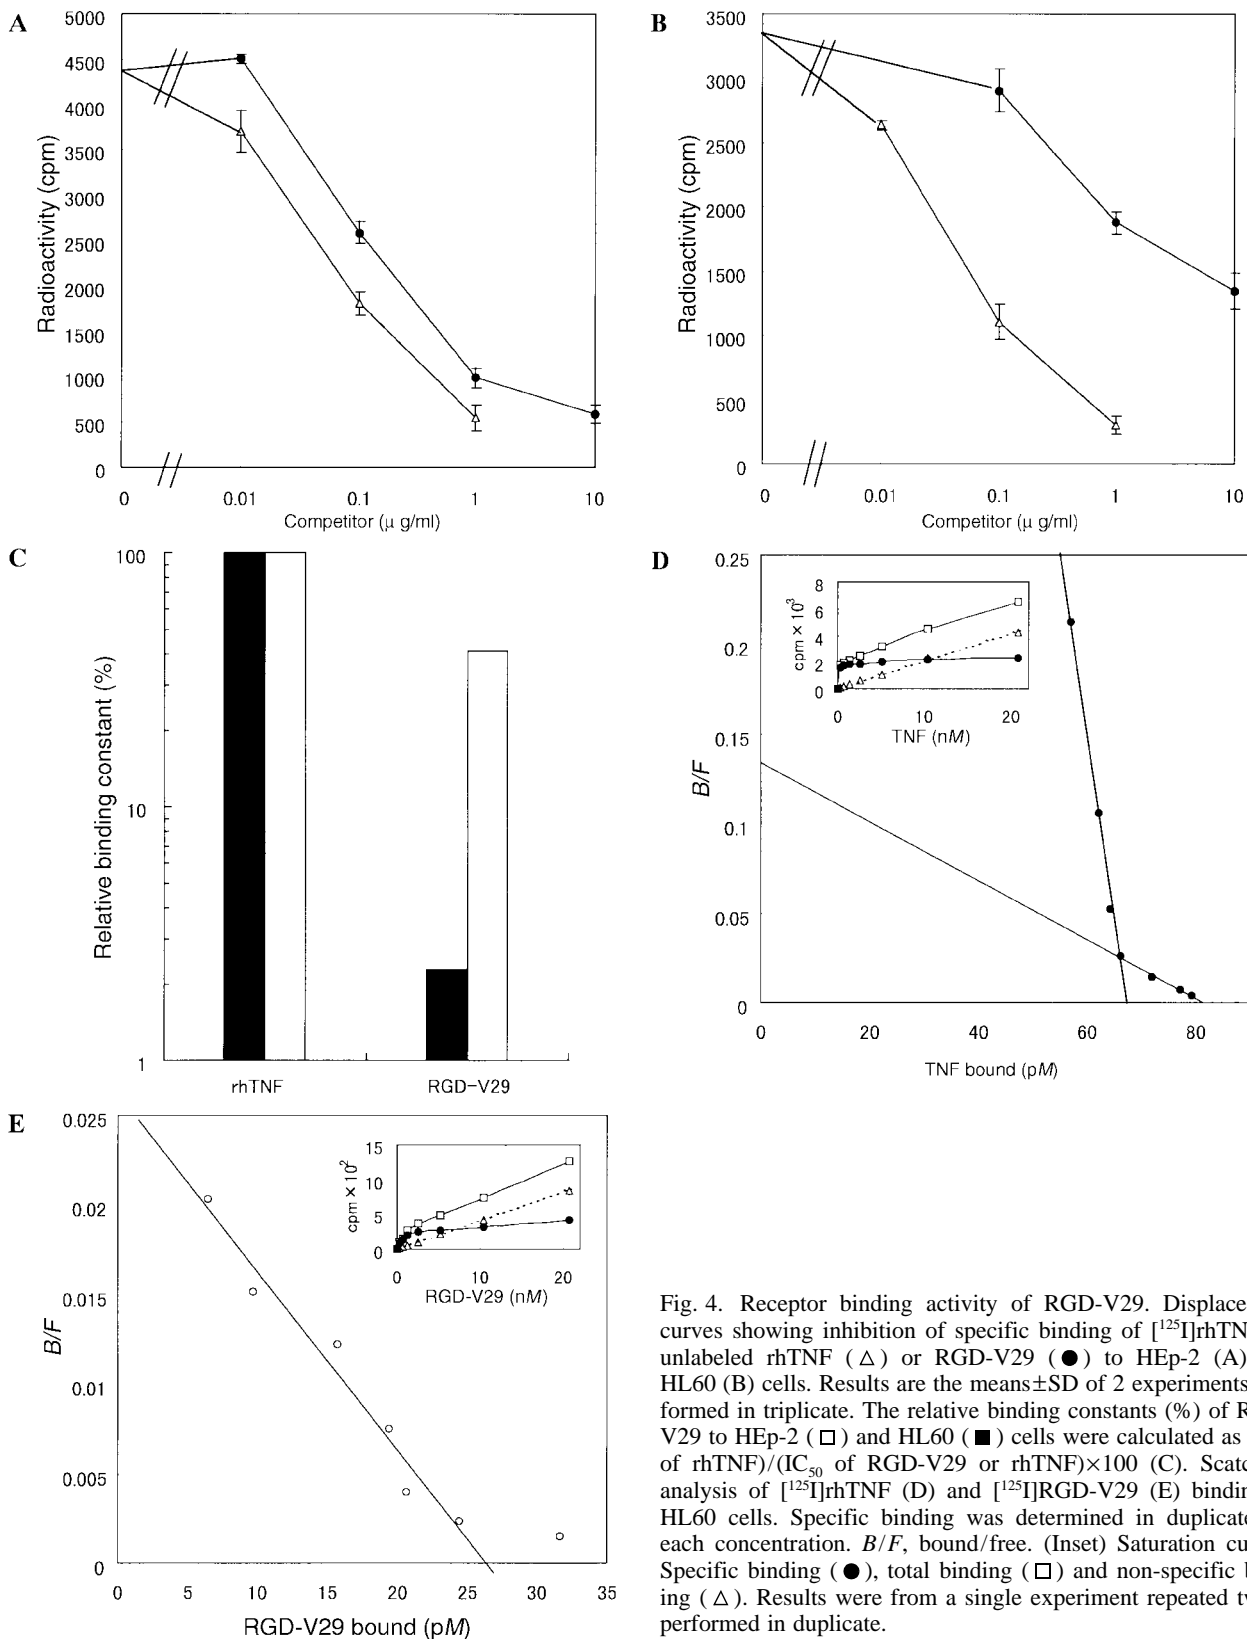 A
5000
4500
4000
3500
3000
2500
2000
1500
1000
500
0
Radioactivity (cpm)
0 0.01 0.1 1 10
Competitor (μ g/ml)
B
3500
3000
2500
2000
1500
1000
500
0
Radioactivity (cpm)
0 0.01 0.1 1 10
Competitor (μ g/ml)
C
100
10
1
Relative binding constant (%)
rhTNF RGD-V29
D
0.25
0.2
0.15
0.1
0.05
0
B/F
0 20 40 60 80
TNF bound (pM)
8
6
4
2
0
cpm × 10³
0 10 20
TNF (nM)
E
0.025
0.02
0.015
0.01
0.005
0
B/F
0 5 10 15 20 25 30 35
RGD-V29 bound (pM)
15
10
5
0
cpm × 10²
0 10 20
RGD-V29 (nM)
Fig. 4. Receptor binding activity of RGD-V29. Displace
curves showing inhibition of specific binding of [¹²⁵I]rhTN
unlabeled rhTNF (△) or RGD-V29 (●) to HEp-2 (A)
HL60 (B) cells. Results are the means±SD of 2 experiments
formed in triplicate. The relative binding constants (%) of R
V29 to HEp-2 (□) and HL60 (■) cells were calculated as
of rhTNF)/(IC₅₀ of RGD-V29 or rhTNF)×100 (C). Scatc
analysis of [¹²⁵I]rhTNF (D) and [¹²⁵I]RGD-V29 (E) bindin
HL60 cells. Specific binding was determined in duplicate
each concentration. B/F, bound/free. (Inset) Saturation cu
Specific binding (●), total binding (□) and non-specific b
ing (△). Results were from a single experiment repeated tw
performed in duplicate.